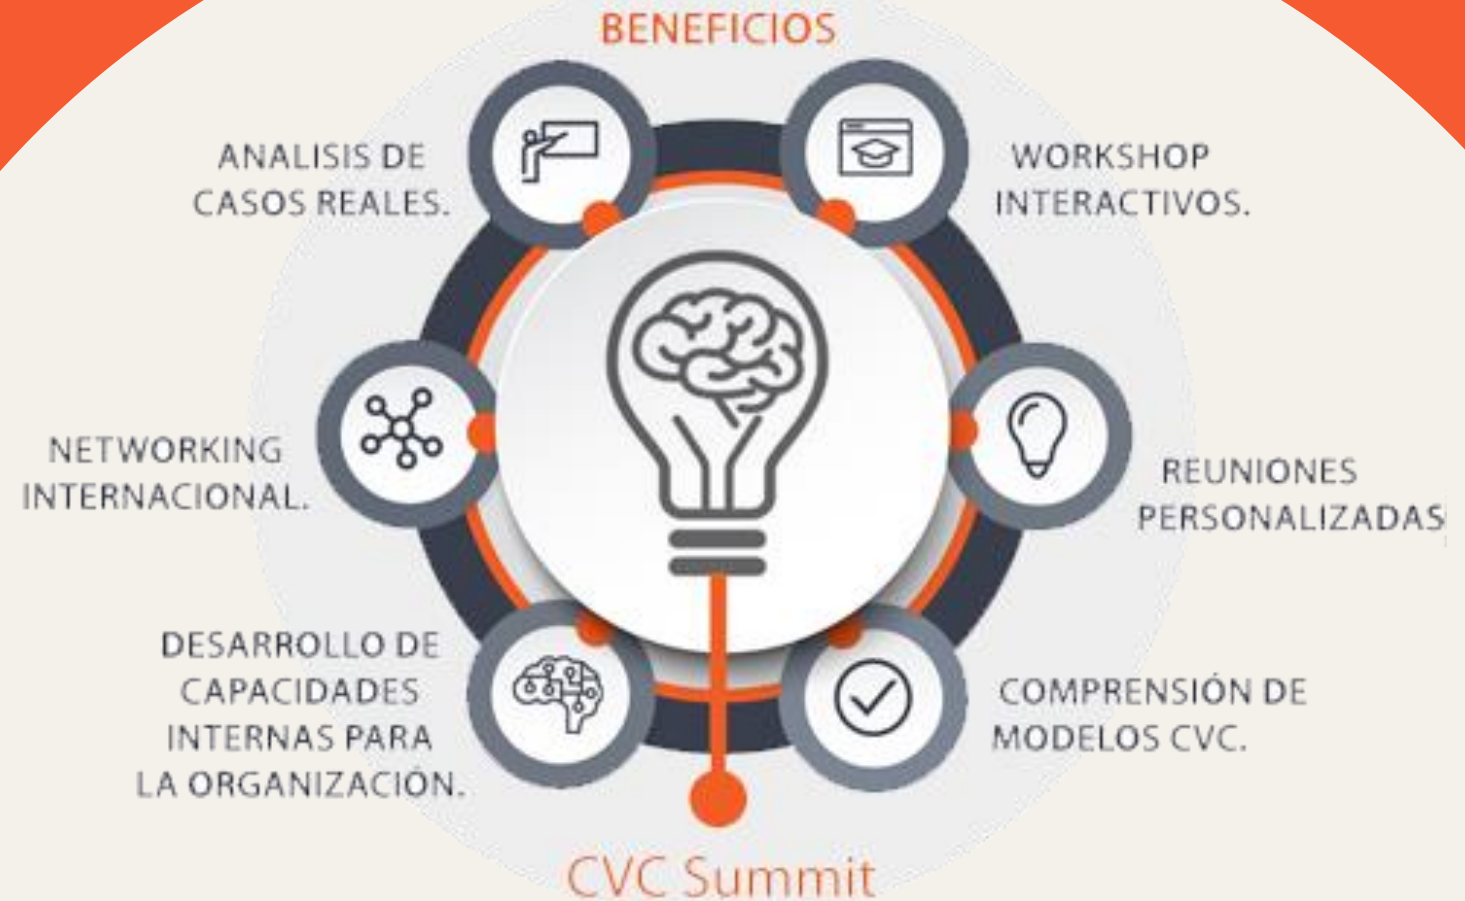 BENEFICIOS
ANALISIS DE
CASOS REALES.
WORKSHOP
INTERACTIVOS.
NETWORKING
INTERNACIONAL.
REUNIONES
PERSONALIZADAS
DESARROLLO DE
CAPACIDADES
INTERNAS PARA
LA ORGANIZACIÓN.
COMPRENSIÓN DE
MODELOS CVC.
CVC Summit